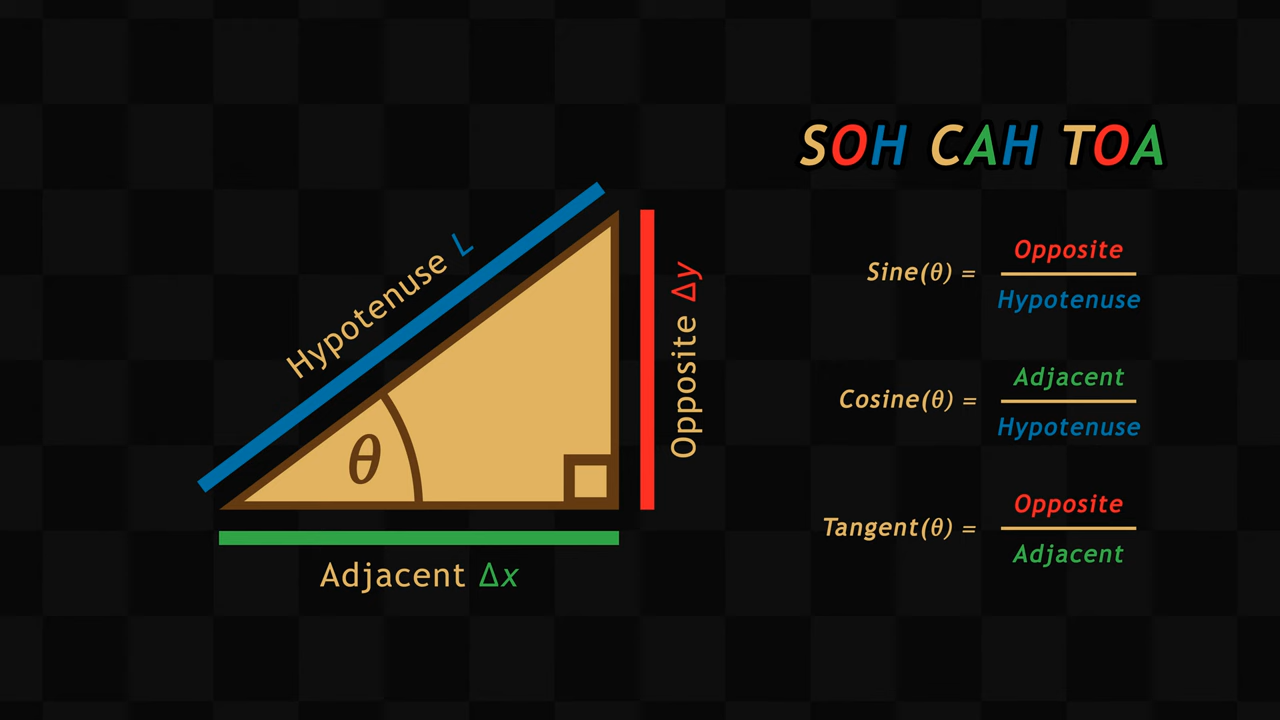 SOH CAH TOA
Hypotenuse L
Opposite Δy
θ
Adjacent Δx
Sine(θ) = Opposite
Hypotenuse
Cosine(θ) = Adjacent
Hypotenuse
Tangent(θ) = Opposite
Adjacent